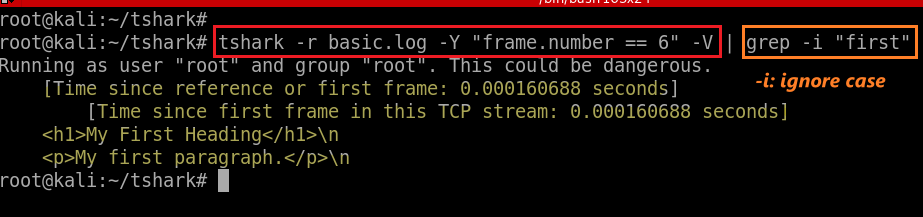 /bin/bash 103x24
root@kali:~/tshark#
root@kali:~/tshark# tshark -r basic.log -Y "frame.number == 6" -V | grep -i "first"
Running as user "root" and group "root". This could be dangerous.
-i: ignore case
    [Time since reference or first frame: 0.000160688 seconds]
        [Time since first frame in this TCP stream: 0.000160688 seconds]
    <h1>My First Heading</h1>\n
    <p>My first paragraph.</p>\n
root@kali:~/tshark#